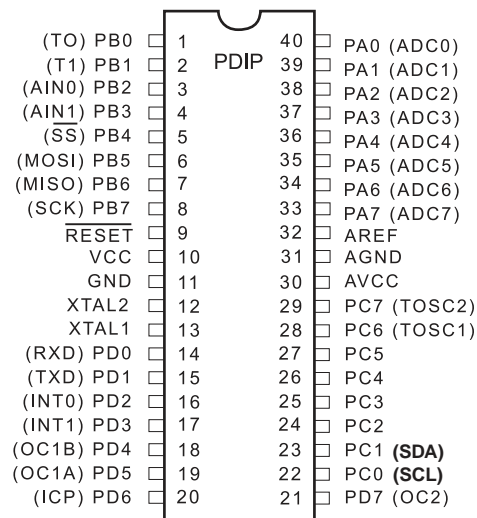 (TO) PB0 1 40 PA0 (ADC0)
(T1) PB1 2 PDIP 39 PA1 (ADC1)
(AIN0) PB2 3 38 PA2 (ADC2)
(AIN1) PB3 4 37 PA3 (ADC3)
(SS) PB4 5 36 PA4 (ADC4)
(MOSI) PB5 6 35 PA5 (ADC5)
(MISO) PB6 7 34 PA6 (ADC6)
(SCK) PB7 8 33 PA7 (ADC7)
RESET 9 32 AREF
VCC 10 31 AGND
GND 11 30 AVCC
XTAL2 12 29 PC7 (TOSC2)
XTAL1 13 28 PC6 (TOSC1)
(RXD) PD0 14 27 PC5
(TXD) PD1 15 26 PC4
(INT0) PD2 16 25 PC3
(INT1) PD3 17 24 PC2
(OC1B) PD4 18 23 PC1 (SDA)
(OC1A) PD5 19 22 PC0 (SCL)
(ICP) PD6 20 21 PD7 (OC2)